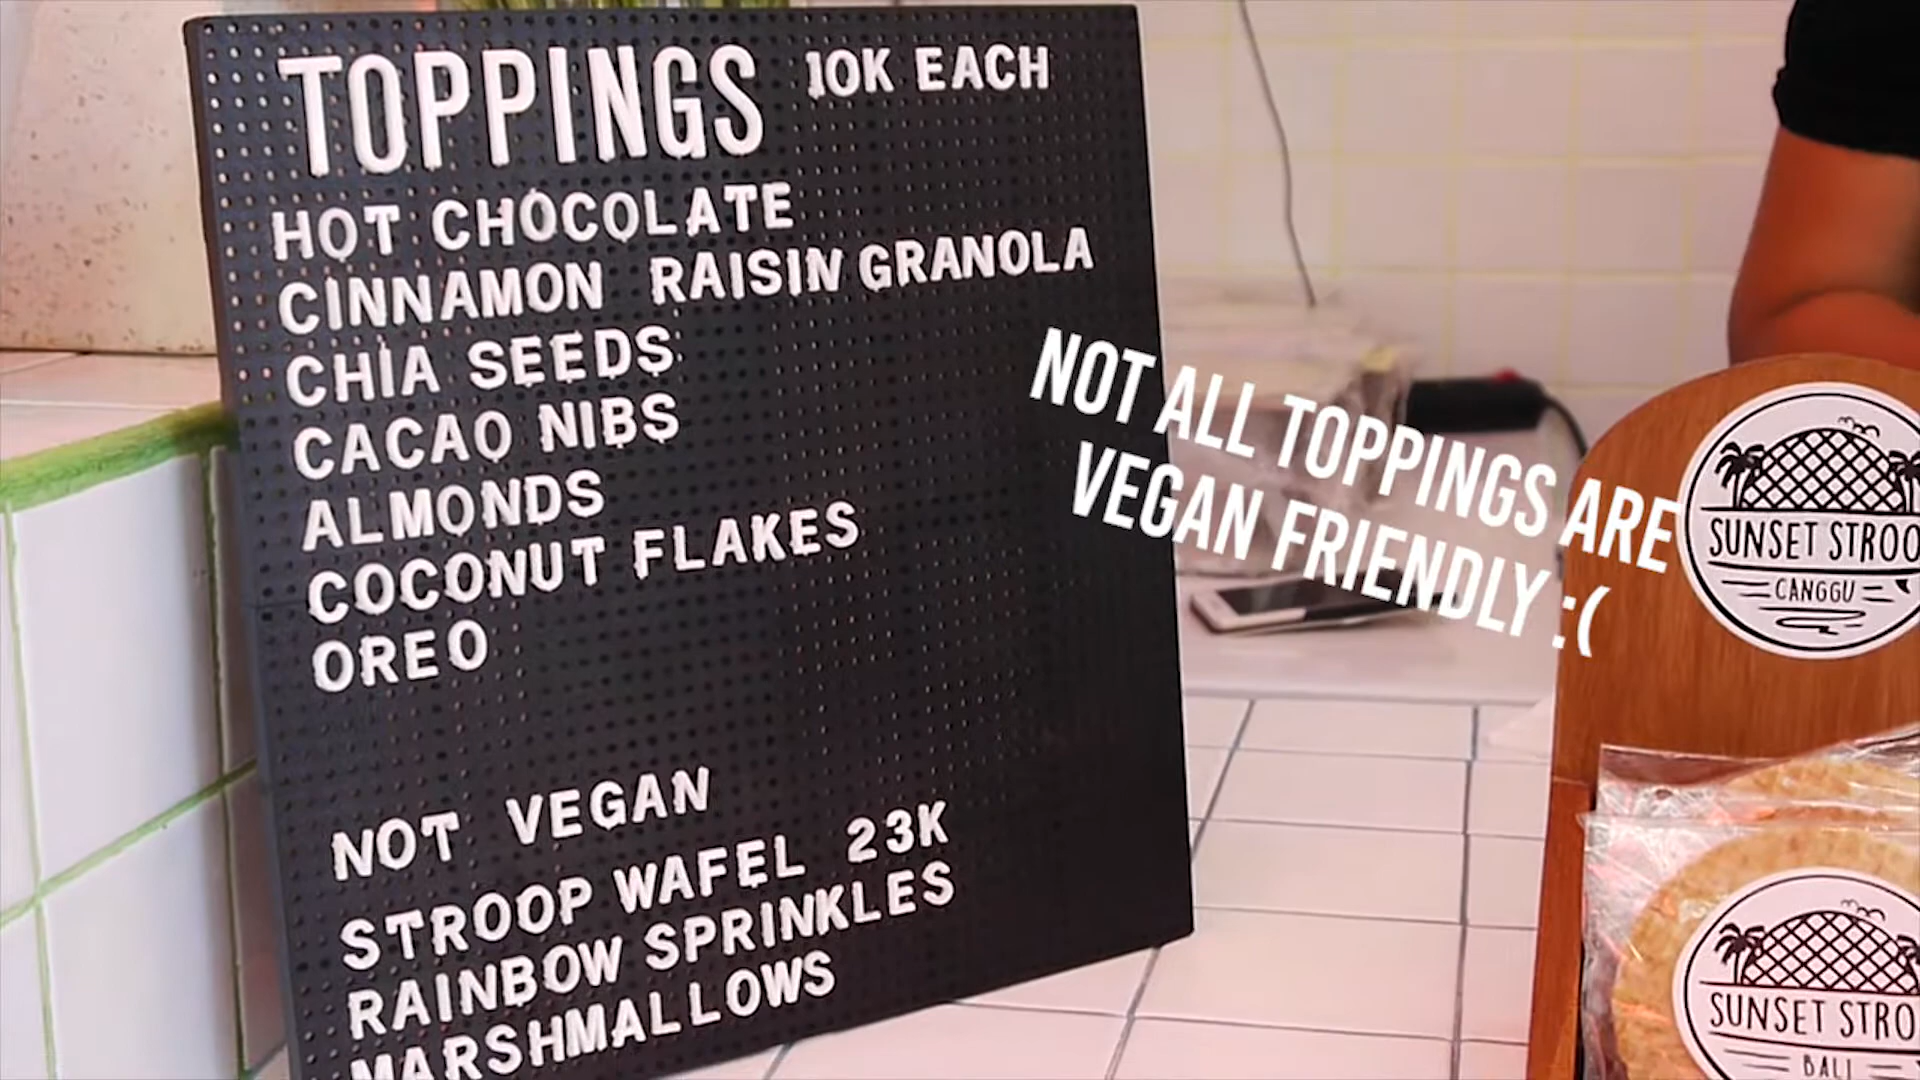 TOPPINGS 10K EACH
HOT CHOCOLATE
CINNAMON RAISIN GRANOLA
CHIA SEEDS
CACAO NIBS
ALMONDS
COCONUT FLAKES
OREO
NOT VEGAN
STROOP WAFEL 23K
RAINBOW SPRINKLES
MARSHMALLOWS
NOT ALL TOPPINGS ARE
VEGAN FRIENDLY :(
SUNSET STROO
CANGGU
SUNSET STRO
BALI